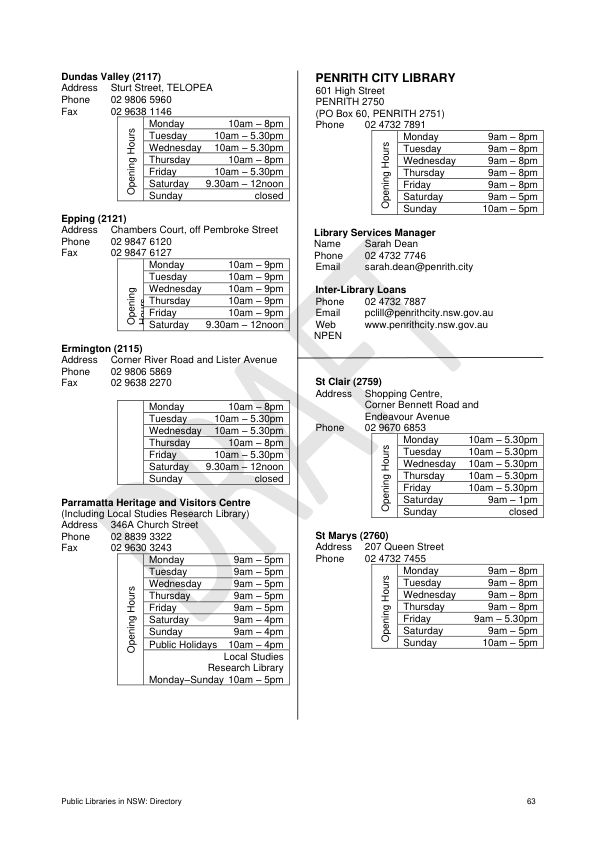 Dundas Valley (2117)
Address Sturt Street, TELOPEA
Phone 02 9806 5960
Fax 02 9638 1146
Opening Hours
Monday 10am – 8pm
Tuesday 10am – 5.30pm
Wednesday 10am – 5.30pm
Thursday 10am – 8pm
Friday 10am – 5.30pm
Saturday 9.30am – 12noon
Sunday closed
Epping (2121)
Address Chambers Court, off Pembroke Street
Phone 02 9847 6120
Fax 02 9847 6127
Opening Hours
Monday 10am – 9pm
Tuesday 10am – 9pm
Wednesday 10am – 9pm
Thursday 10am – 9pm
Friday 10am – 9pm
Saturday 9.30am – 12noon
Ermington (2115)
Address Corner River Road and Lister Avenue
Phone 02 9806 5869
Fax 02 9638 2270
Monday 10am – 8pm
Tuesday 10am – 5.30pm
Wednesday 10am – 5.30pm
Thursday 10am – 8pm
Friday 10am – 5.30pm
Saturday 9.30am – 12noon
Sunday closed
Parramatta Heritage and Visitors Centre
(Including Local Studies Research Library)
Address 346A Church Street
Phone 02 8839 3322
Fax 02 9630 3243
Opening Hours
Monday 9am – 5pm
Tuesday 9am – 5pm
Wednesday 9am – 5pm
Thursday 9am – 5pm
Friday 9am – 5pm
Saturday 9am – 4pm
Sunday 9am – 4pm
Public Holidays 10am – 4pm
Local Studies
Research Library
Monday–Sunday 10am – 5pm
PENRITH CITY LIBRARY
601 High Street
PENRITH 2750
(PO Box 60, PENRITH 2751)
Phone 02 4732 7891
Opening Hours
Monday 9am – 8pm
Tuesday 9am – 8pm
Wednesday 9am – 8pm
Thursday 9am – 8pm
Friday 9am – 8pm
Saturday 9am – 5pm
Sunday 10am – 5pm
Library Services Manager
Name Sarah Dean
Phone 02 4732 7746
Email sarah.dean@penrith.city
Inter-Library Loans
Phone 02 4732 7887
Email pclill@penrithcity.nsw.gov.au
Web www.penrithcity.nsw.gov.au
NPEN
St Clair (2759)
Address Shopping Centre,
Corner Bennett Road and
Endeavour Avenue
Phone 02 9670 6853
Opening Hours
Monday 10am – 5.30pm
Tuesday 10am – 5.30pm
Wednesday 10am – 5.30pm
Thursday 10am – 5.30pm
Friday 10am – 5.30pm
Saturday 9am – 1pm
Sunday closed
St Marys (2760)
Address 207 Queen Street
Phone 02 4732 7455
Opening Hours
Monday 9am – 8pm
Tuesday 9am – 8pm
Wednesday 9am – 8pm
Thursday 9am – 8pm
Friday 9am – 5.30pm
Saturday 9am – 5pm
Sunday 10am – 5pm
DRAFT
Public Libraries in NSW: Directory 63